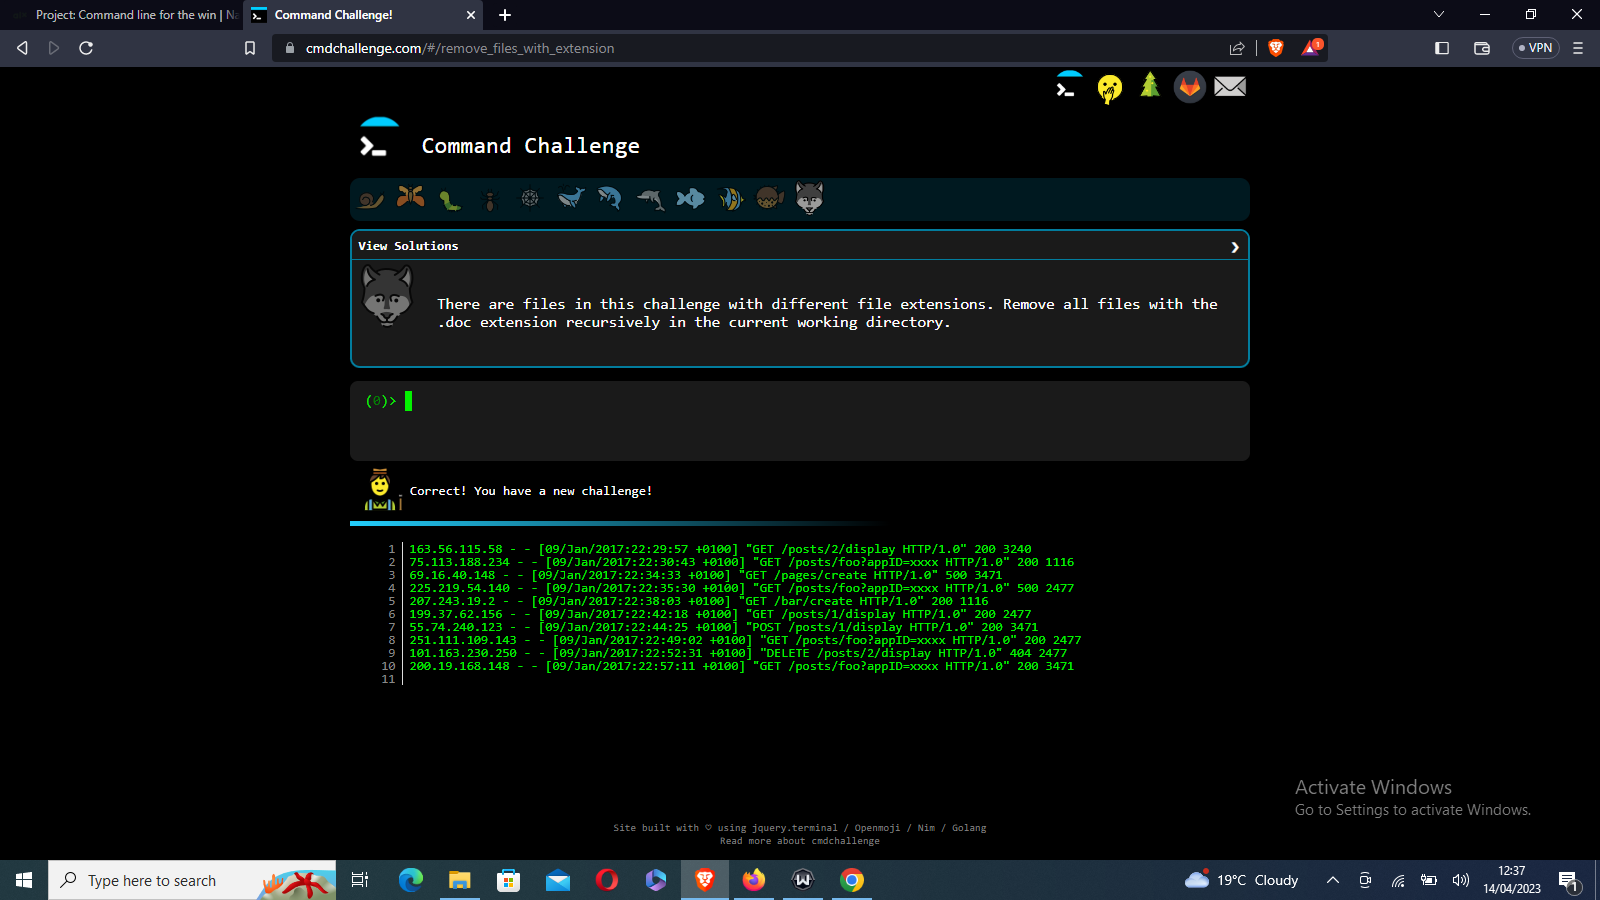 Project: Command line for the win | Na
Command Challenge!
cmdchallenge.com/#/remove_files_with_extension
1
VPN
Command Challenge
View Solutions
There are files in this challenge with different file extensions. Remove all files with the
.doc extension recursively in the current working directory.
(0)>
Correct! You have a new challenge!
1 163.56.115.58 - - [09/Jan/2017:22:29:57 +0100] "GET /posts/2/display HTTP/1.0" 200 3240
2 75.113.188.234 - - [09/Jan/2017:22:30:43 +0100] "GET /posts/foo?appID=xxxx HTTP/1.0" 200 1116
3 69.16.40.148 - - [09/Jan/2017:22:34:33 +0100] "GET /pages/create HTTP/1.0" 500 3471
4 225.219.54.140 - - [09/Jan/2017:22:35:30 +0100] "GET /posts/foo?appID=xxxx HTTP/1.0" 500 2477
5 207.243.19.2 - - [09/Jan/2017:22:38:03 +0100] "GET /bar/create HTTP/1.0" 200 1116
6 199.37.62.156 - - [09/Jan/2017:22:42:18 +0100] "GET /posts/1/display HTTP/1.0" 200 2477
7 55.74.240.123 - - [09/Jan/2017:22:44:25 +0100] "POST /posts/1/display HTTP/1.0" 200 3471
8 251.111.109.143 - - [09/Jan/2017:22:49:02 +0100] "GET /posts/foo?appID=xxxx HTTP/1.0" 200 2477
9 101.163.230.250 - - [09/Jan/2017:22:52:31 +0100] "DELETE /posts/2/display HTTP/1.0" 404 2477
10 200.19.168.148 - - [09/Jan/2017:22:57:11 +0100] "GET /posts/foo?appID=xxxx HTTP/1.0" 200 3471
11
Activate Windows
Go to Settings to activate Windows.
Site built with ♡ using jquery.terminal / Openmoji / Nim / Golang
Read more about cmdchallenge
Type here to search
19°C Cloudy
12:37
14/04/2023
1